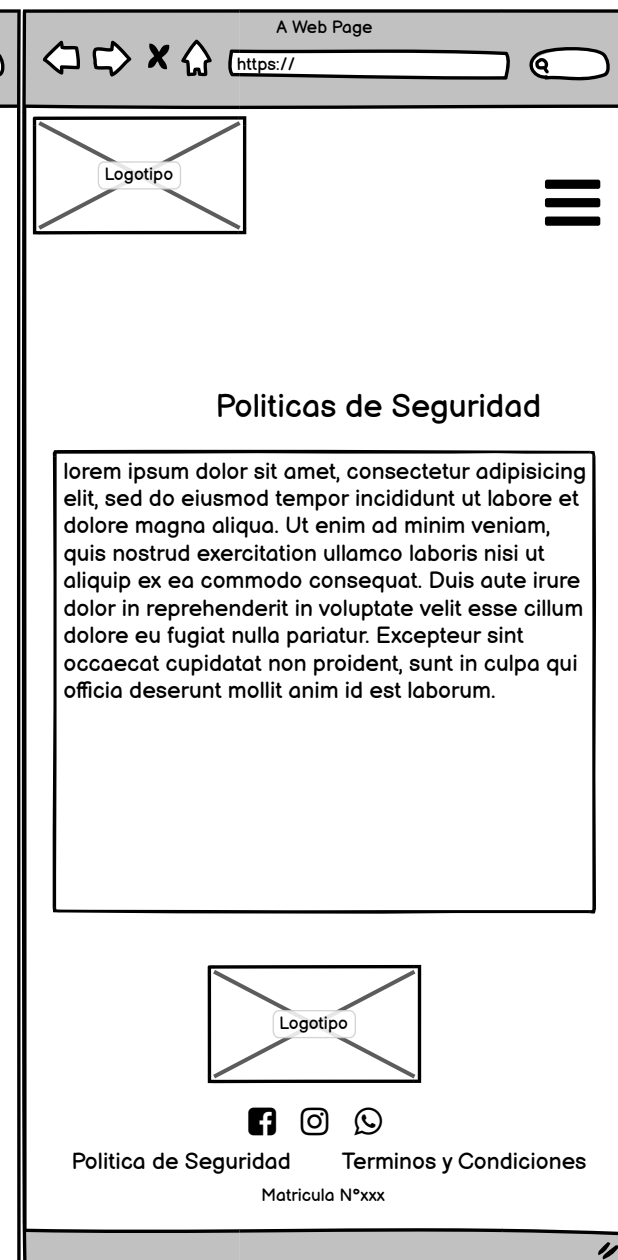 A Web Page
https://
Logotipo
Politicas de Seguridad
lorem ipsum dolor sit amet, consectetur adipisicing
elit, sed do eiusmod tempor incididunt ut labore et
dolore magna aliqua. Ut enim ad minim veniam,
quis nostrud exercitation ullamco laboris nisi ut
aliquip ex ea commodo consequat. Duis aute irure
dolor in reprehenderit in voluptate velit esse cillum
dolore eu fugiat nulla pariatur. Excepteur sint
occaecat cupidatat non proident, sunt in culpa qui
officia deserunt mollit anim id est laborum.
Logotipo
Politica de Seguridad Terminos y Condiciones
Matricula N°xxx